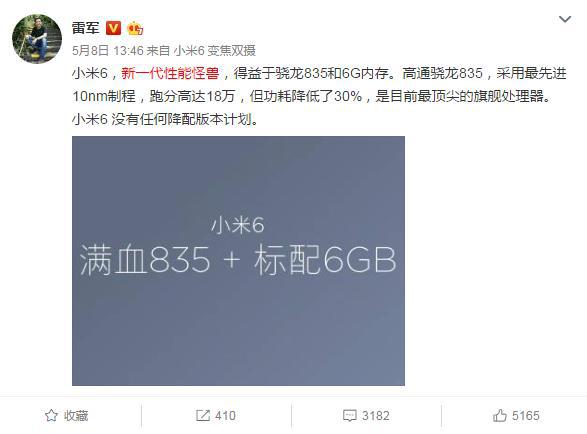 雷军
5月8日 13:46 来自 小米6 变焦双摄
小米6，新一代性能怪兽，得益于骁龙835和6G内存。高通骁龙835，采用最先进
10nm制程，跑分高达18万，但功耗降低了30%，是目前最顶尖的旗舰处理器。
小米6 没有任何降配版本计划。
小米6
满血835 + 标配6GB
收藏
410
3182
5165